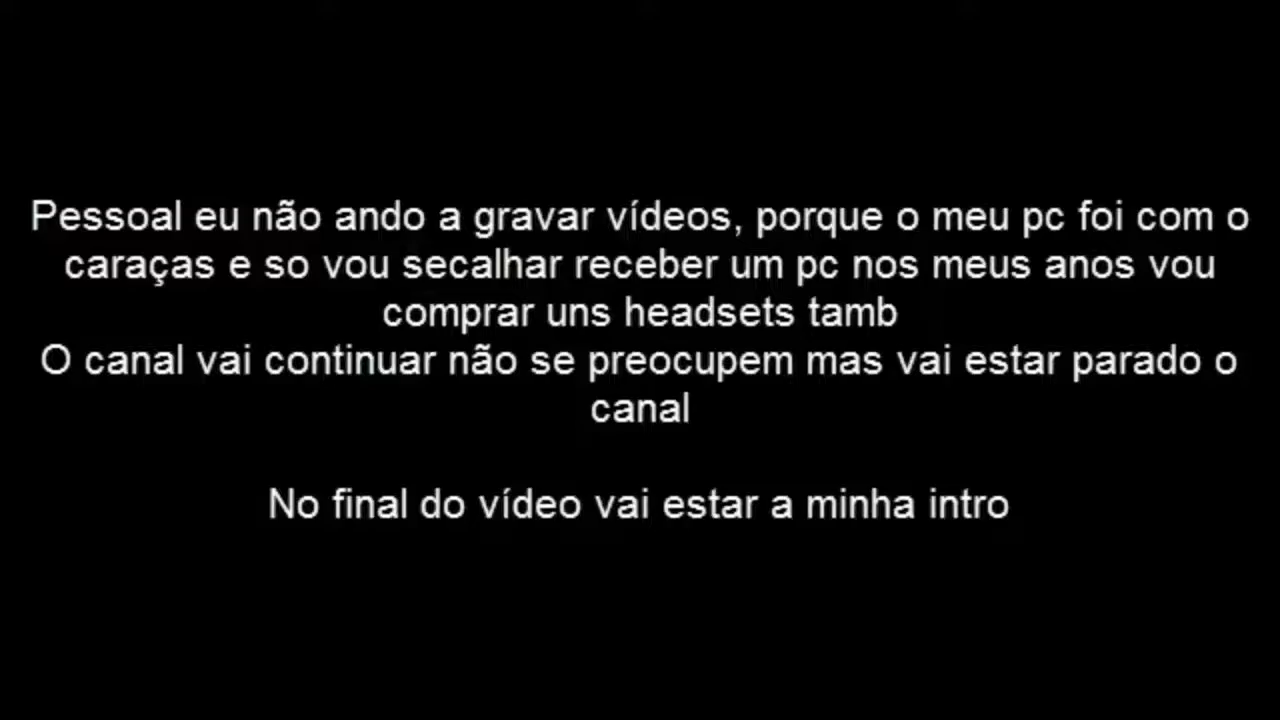 Pessoal eu não ando a gravar vídeos, porque o meu pc foi com o
caraças e so vou secalhar receber um pc nos meus anos vou
comprar uns headsets tamb
O canal vai continuar não se preocupem mas vai estar parado o
canal
No final do vídeo vai estar a minha intro